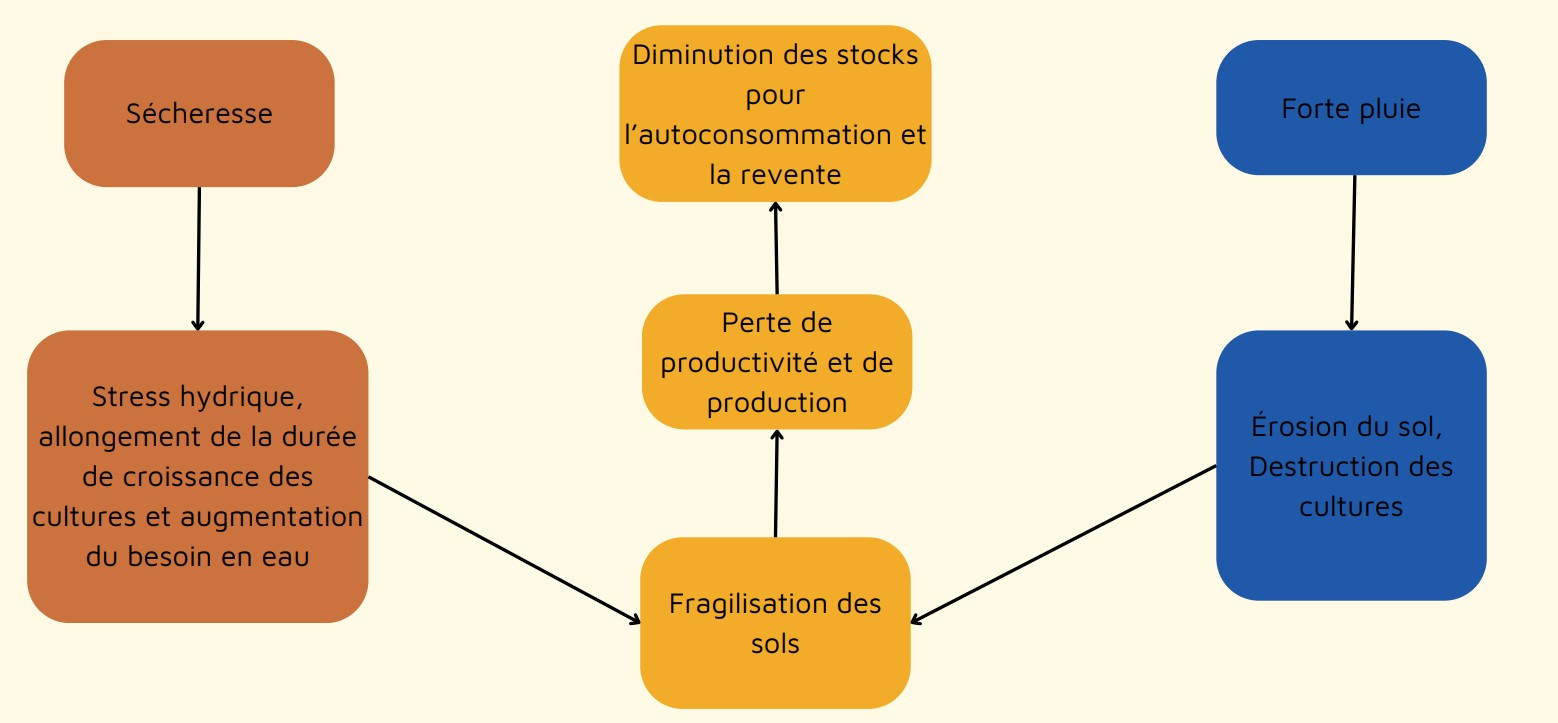 Sécheresse
Stress hydrique,
allongement de la durée
de croissance des
cultures et augmentation
du besoin en eau
Diminution des stocks
pour
l’autoconsommation et
la revente
Perte de
productivité et de
production
Fragilisation des
sols
Forte pluie
Érosion du sol,
Destruction des
cultures